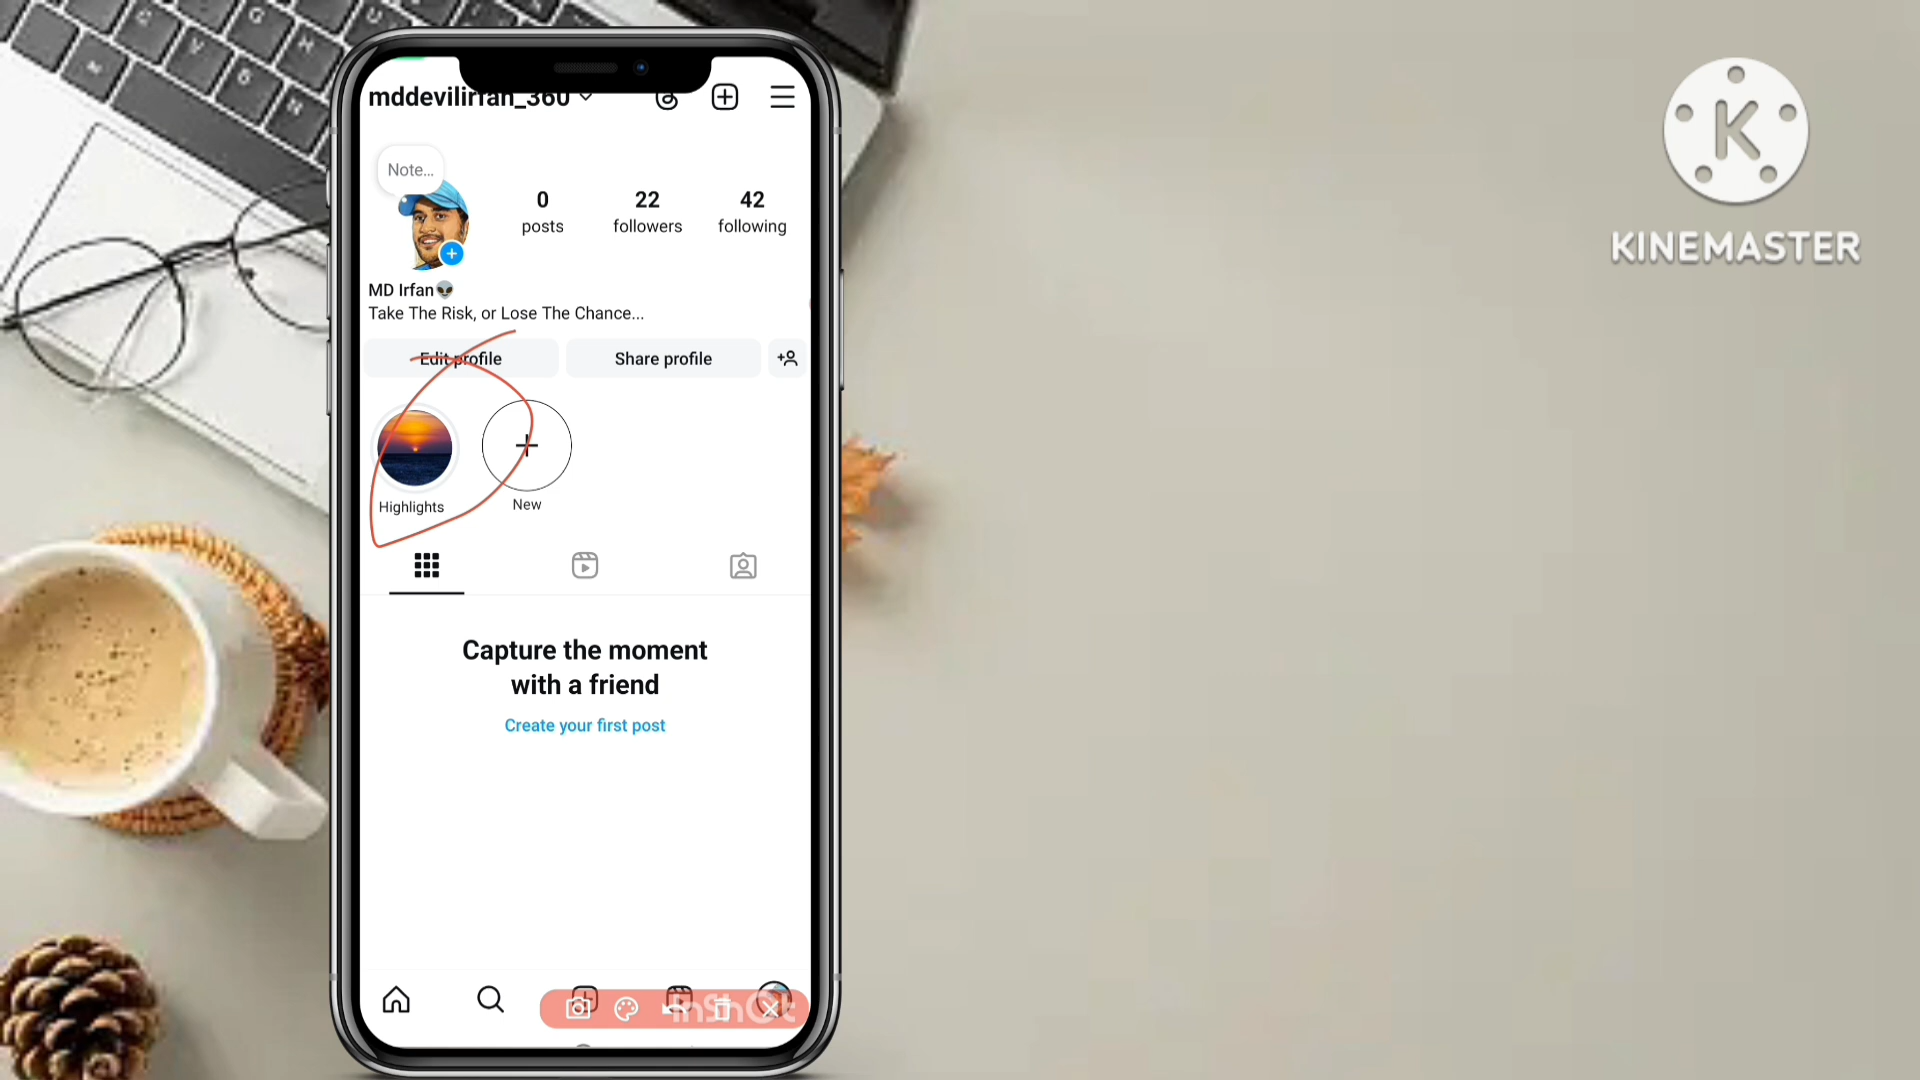 mddevilirfan_360
Note...
0
posts
22
followers
42
following
MD Irfan👽
Take The Risk, or Lose The Chance...
Edit profile
Share profile
Highlights
New
Capture the moment
with a friend
Create your first post
InShOt
K
KINEMASTER